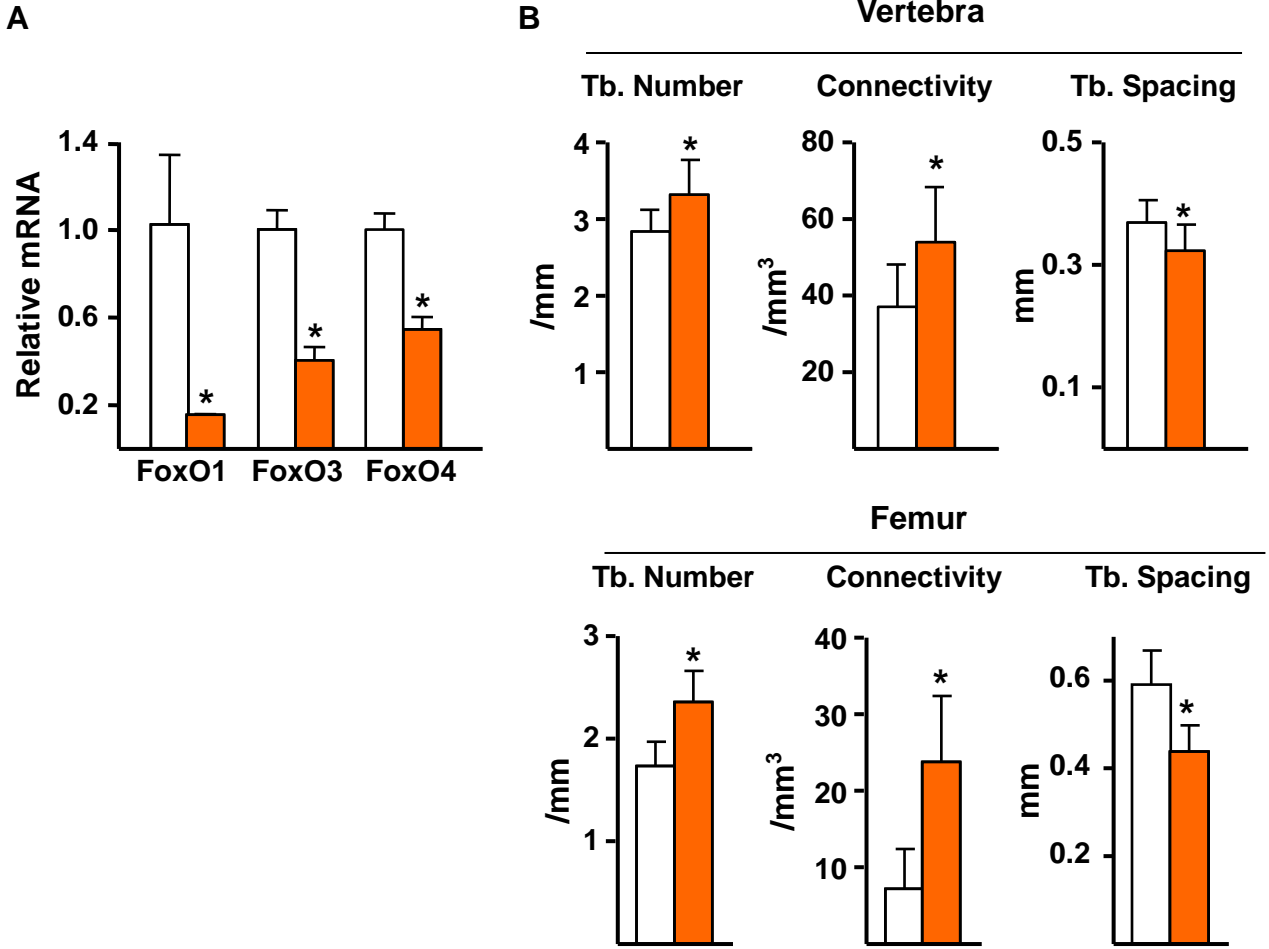 A
Relative mRNA
1.4
1.0
0.6
0.2
*
*
*
FoxO1 FoxO3 FoxO4
B
Vertebra
Tb. Number Connectivity Tb. Spacing
/mm
4
3
2
1
*
/mm³
80
60
40
20
*
mm
0.5
0.3
0.1
*
Femur
Tb. Number Connectivity Tb. Spacing
/mm
3
2
1
*
/mm³
40
30
20
10
*
mm
0.6
0.4
0.2
*